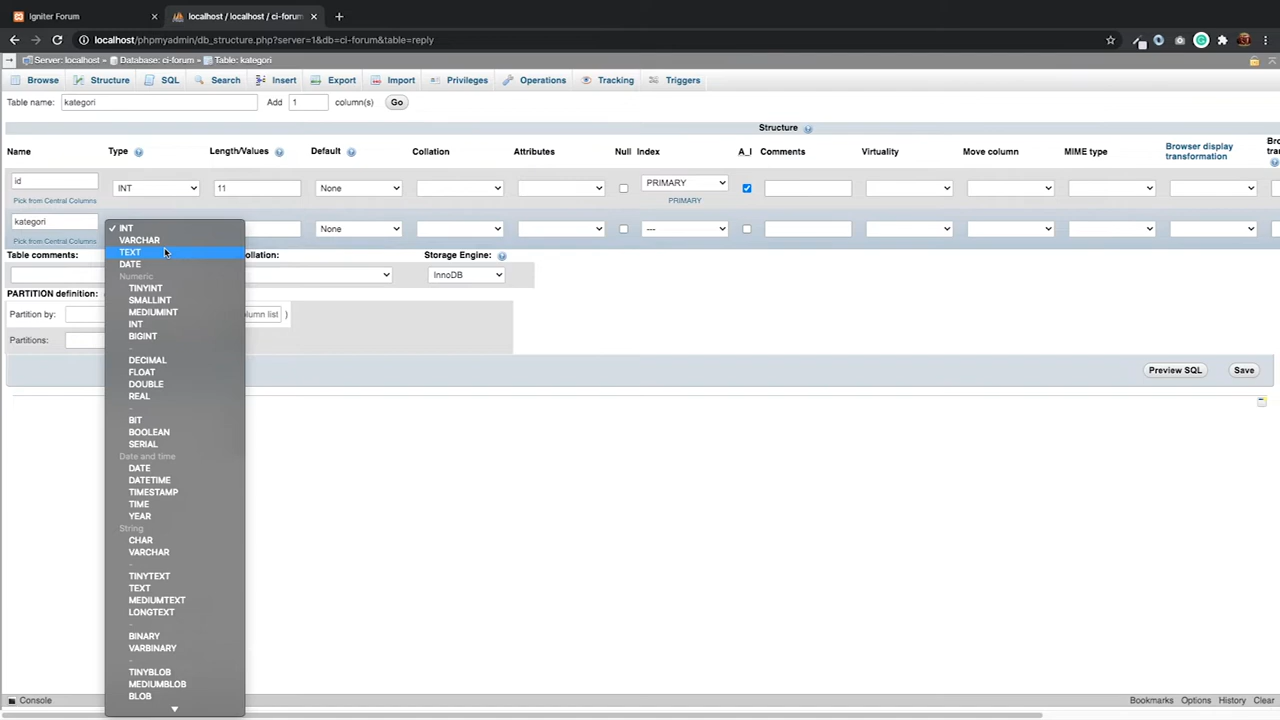 Igniter Forum
localhost / localhost / ci-foru
localhost/phpmyadmin/db_structure.php?server=1&db=ci-forum&table=reply
Server: localhost » Database: ci-forum » Table: kategori
Browse Structure SQL Search Insert Export Import Privileges Operations Tracking Triggers
Table name: kategori Add 1 column(s) Go
Structure
Name Type Length/Values Default Collation Attributes Null Index A_I Comments Virtuality Move column MIME type Browser display transformation
id INT 11 None PRIMARY
Pick from Central Columns PRIMARY
kategori None ---
Pick from Central Columns
Table comments: ollation: Storage Engine:
InnoDB
PARTITION definition:
Partition by: olumn list )
Partitions:
Preview SQL Save
✓ INT
VARCHAR
TEXT
DATE
Numeric
TINYINT
SMALLINT
MEDIUMINT
INT
BIGINT
-
DECIMAL
FLOAT
DOUBLE
REAL
-
BIT
BOOLEAN
SERIAL
Date and time
DATE
DATETIME
TIMESTAMP
TIME
YEAR
String
CHAR
VARCHAR
-
TINYTEXT
TEXT
MEDIUMTEXT
LONGTEXT
-
BINARY
VARBINARY
-
TINYBLOB
MEDIUMBLOB
BLOB
Console Bookmarks Options History Clear